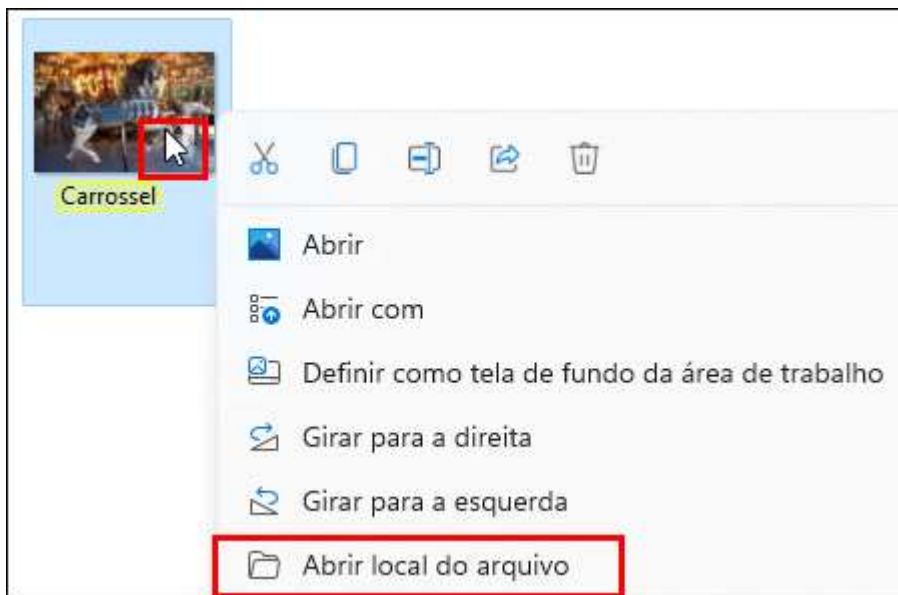 Carrossel
Abrir
Abrir com
Definir como tela de fundo da área de trabalho
Girar para a direita
Girar para a esquerda
Abrir local do arquivo